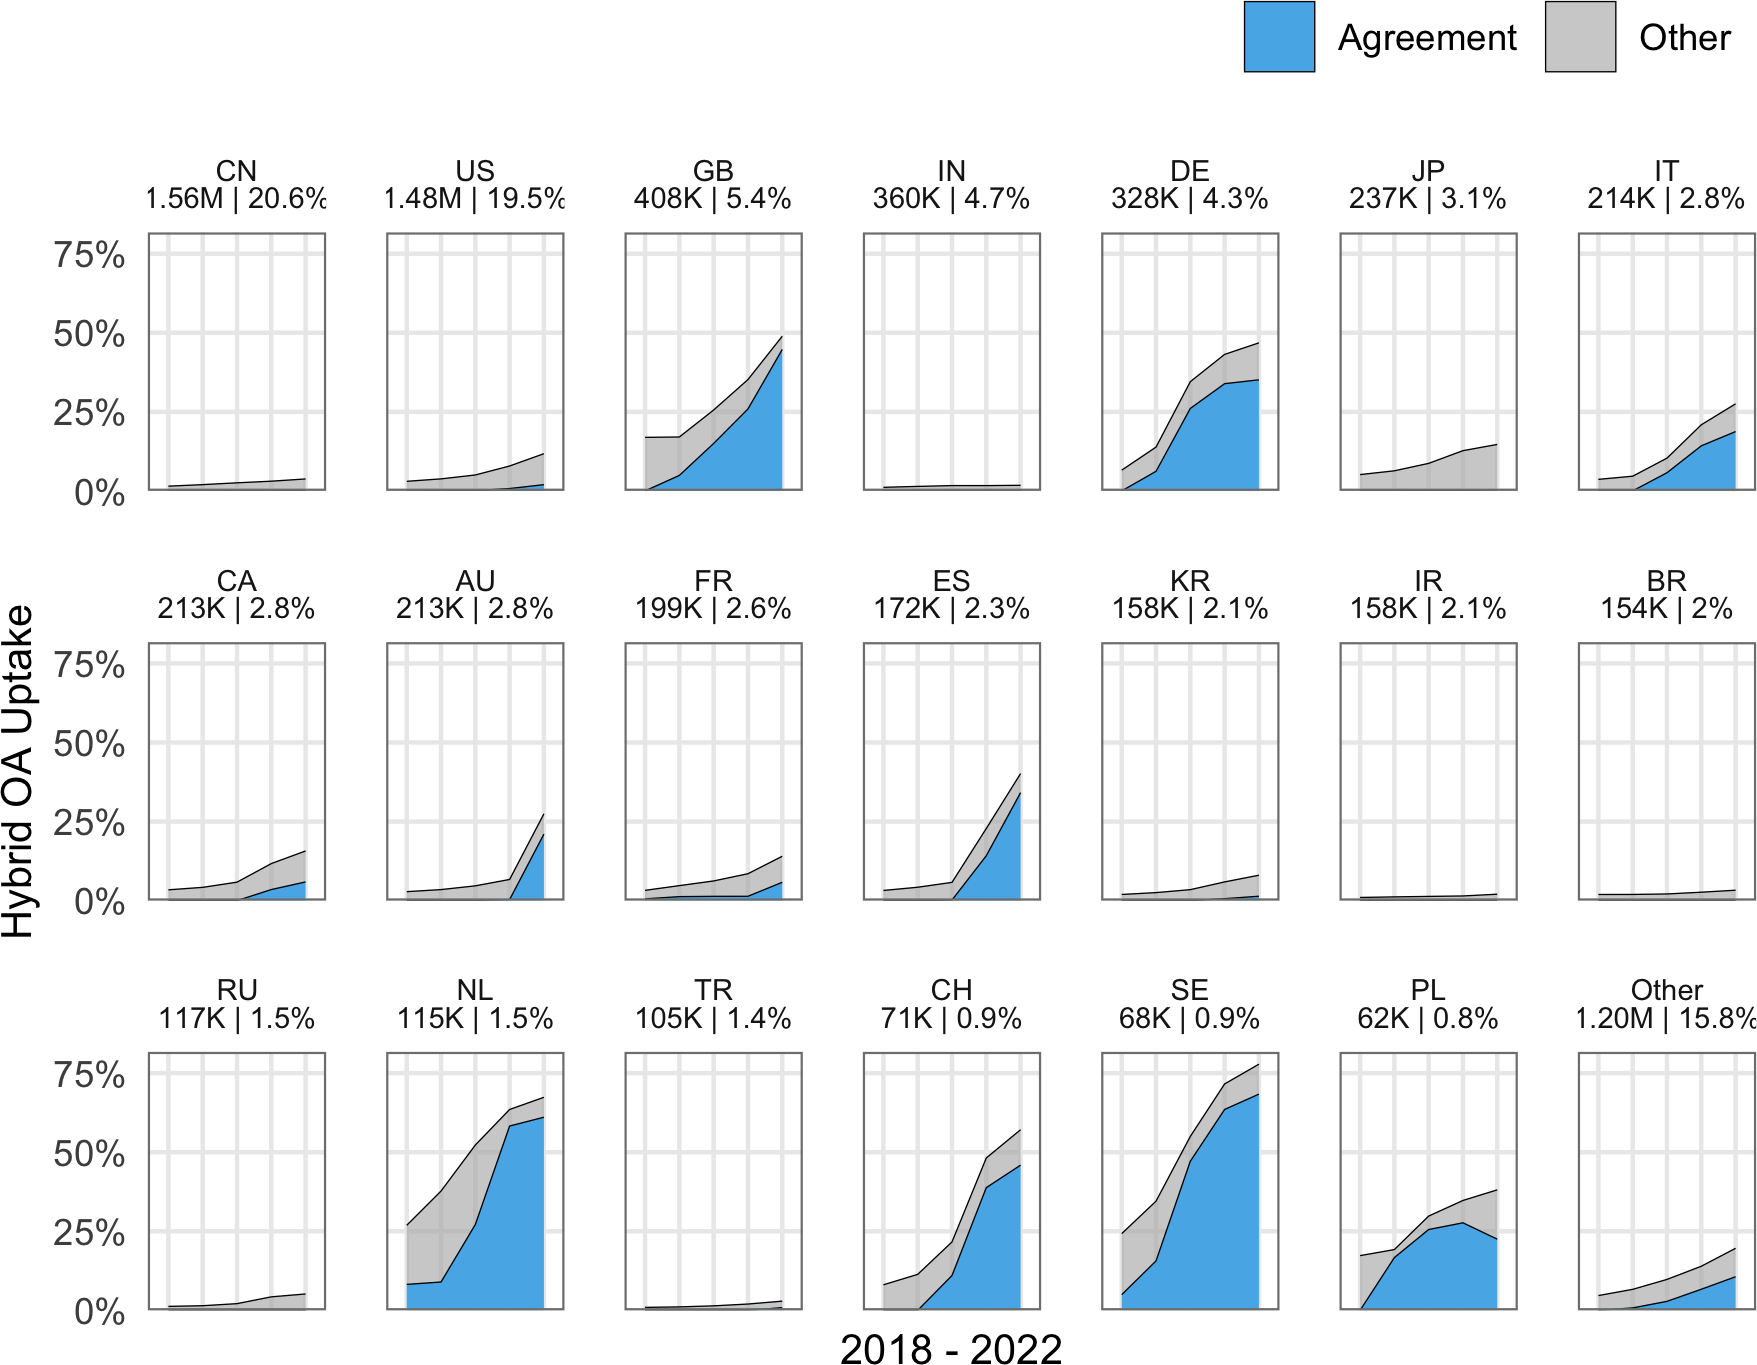 Agreement Other
CN US GB IN DE JP IT
1.56M | 20.6% 1.48M | 19.5% 408K | 5.4% 360K | 4.7% 328K | 4.3% 237K | 3.1% 214K | 2.8%
75%
50%
25%
0%
CA AU FR ES KR IR BR
213K | 2.8% 213K | 2.8% 199K | 2.6% 172K | 2.3% 158K | 2.1% 158K | 2.1% 154K | 2%
75%
50%
25%
0%
Hybrid OA Uptake
RU NL TR CH SE PL Other
117K | 1.5% 115K | 1.5% 105K | 1.4% 71K | 0.9% 68K | 0.9% 62K | 0.8% 1.20M | 15.8%
75%
50%
25%
0%
2018 - 2022